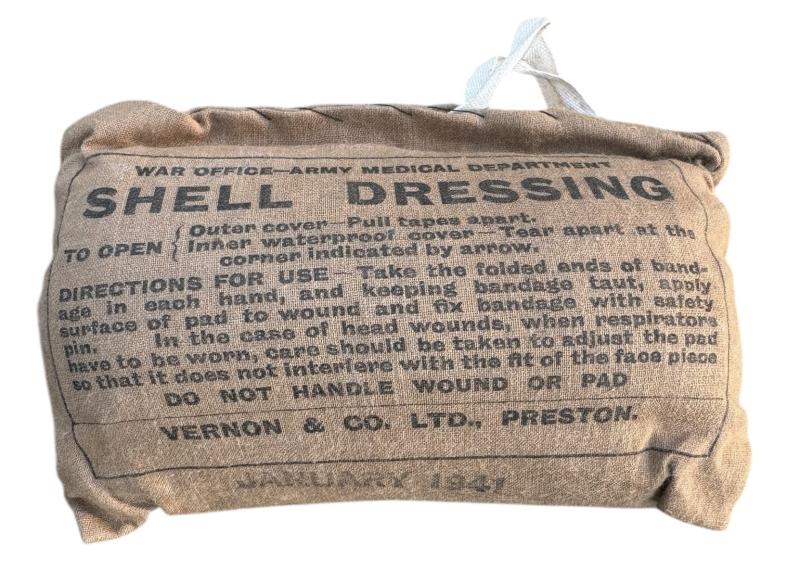 WAR OFFICE—ARMY MEDICAL DEPARTMENT
SHELL DRESSING
TO OPEN { Outer cover—Pull tapes apart.
Inner waterproof cover—Tear apart at the
corner indicated by arrow.
DIRECTIONS FOR USE—Take the folded ends of band-
age in each hand, and keeping bandage taut, apply
surface of pad to wound and fix bandage with safety
pin. In the case of head wounds, when respirators
have to be worn, care should be taken to adjust the pad
so that it does not interfere with the fit of the face piece
DO NOT HANDLE WOUND OR PAD
VERNON & CO. LTD., PRESTON.
JANUARY 1941